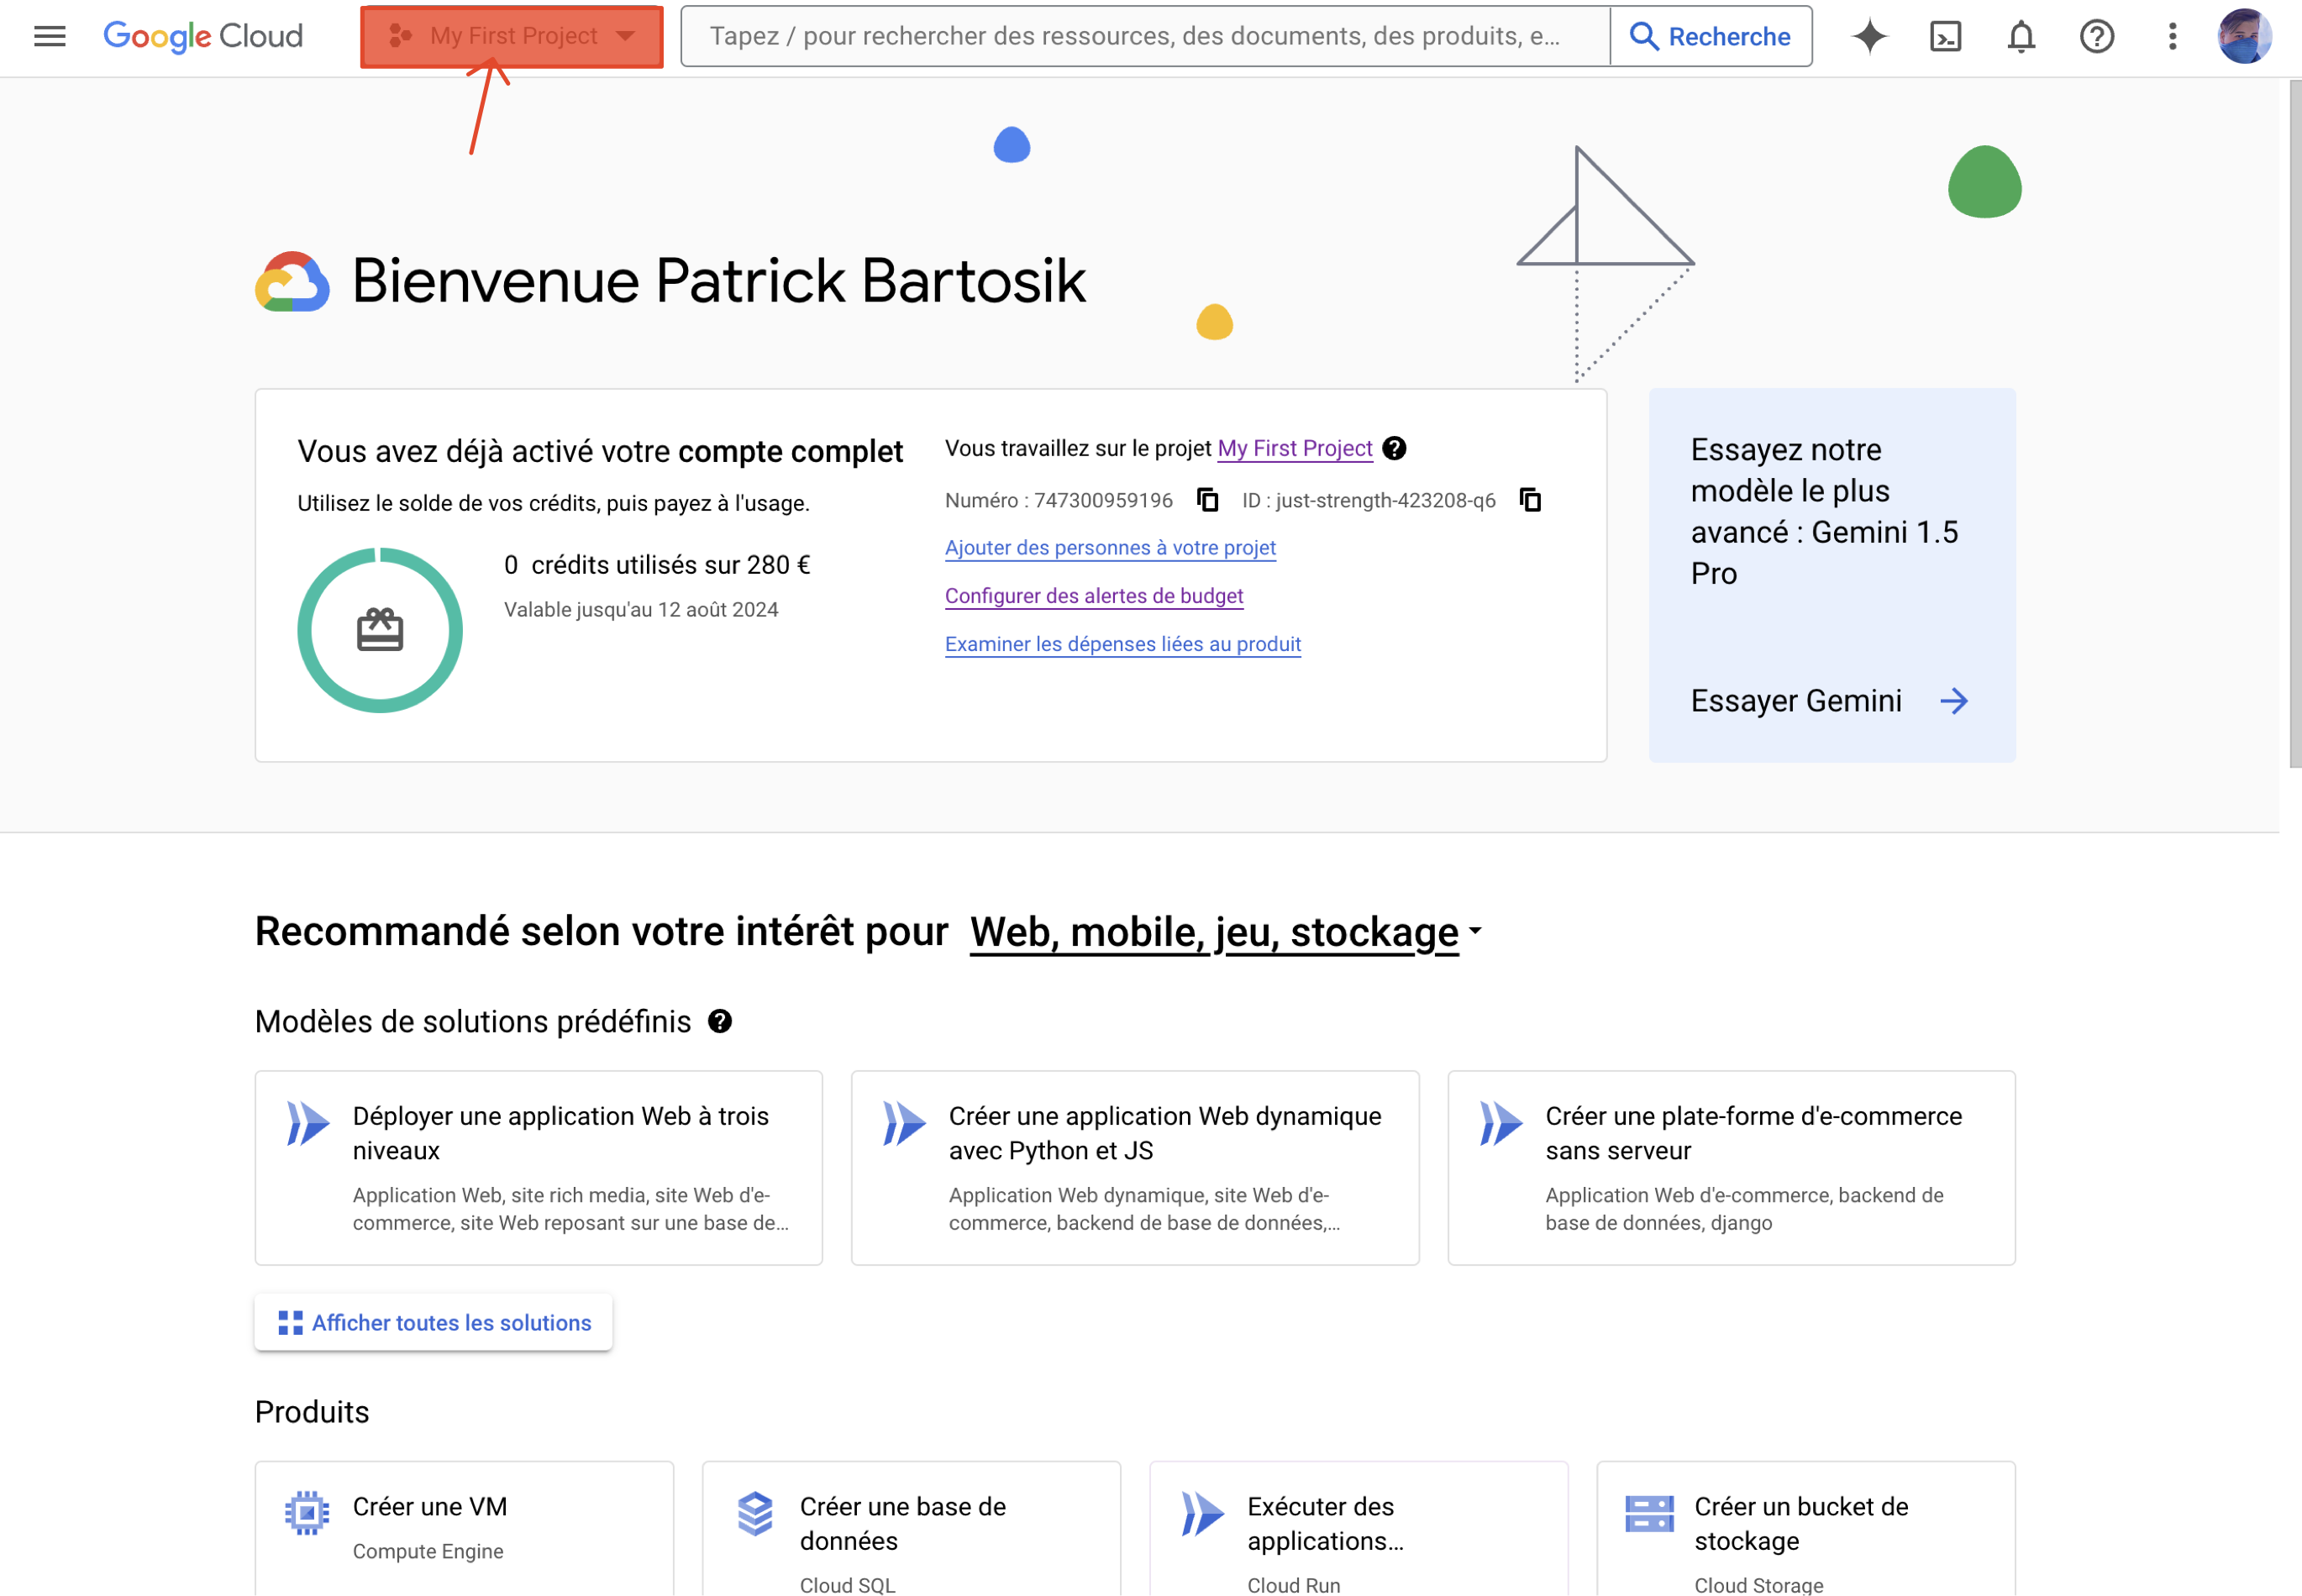 Google Cloud
My First Project
Tapez / pour rechercher des ressources, des documents, des produits, e...
Recherche
Bienvenue Patrick Bartosik
Vous avez déjà activé votre compte complet
Utilisez le solde de vos crédits, puis payez à l'usage.
0 crédits utilisés sur 280 €
Valable jusqu'au 12 août 2024
Vous travaillez sur le projet My First Project
Numéro : 747300959196 ID : just-strength-423208-q6
Ajouter des personnes à votre projet
Configurer des alertes de budget
Examiner les dépenses liées au produit
Essayez notre
modèle le plus
avancé : Gemini 1.5
Pro
Essayer Gemini
Recommandé selon votre intérêt pour Web, mobile, jeu, stockage
Modèles de solutions prédéfinis
Déployer une application Web à trois
niveaux
Application Web, site rich media, site Web d'e-
commerce, site Web reposant sur une base de...
Créer une application Web dynamique
avec Python et JS
Application Web dynamique, site Web d'e-
commerce, backend de base de données,...
Créer une plate-forme d'e-commerce
sans serveur
Application Web d'e-commerce, backend de
base de données, django
Afficher toutes les solutions
Produits
Créer une VM
Compute Engine
Créer une base de
données
Cloud SQL
Exécuter des
applications...
Cloud Run
Créer un bucket de
stockage
Cloud Storage